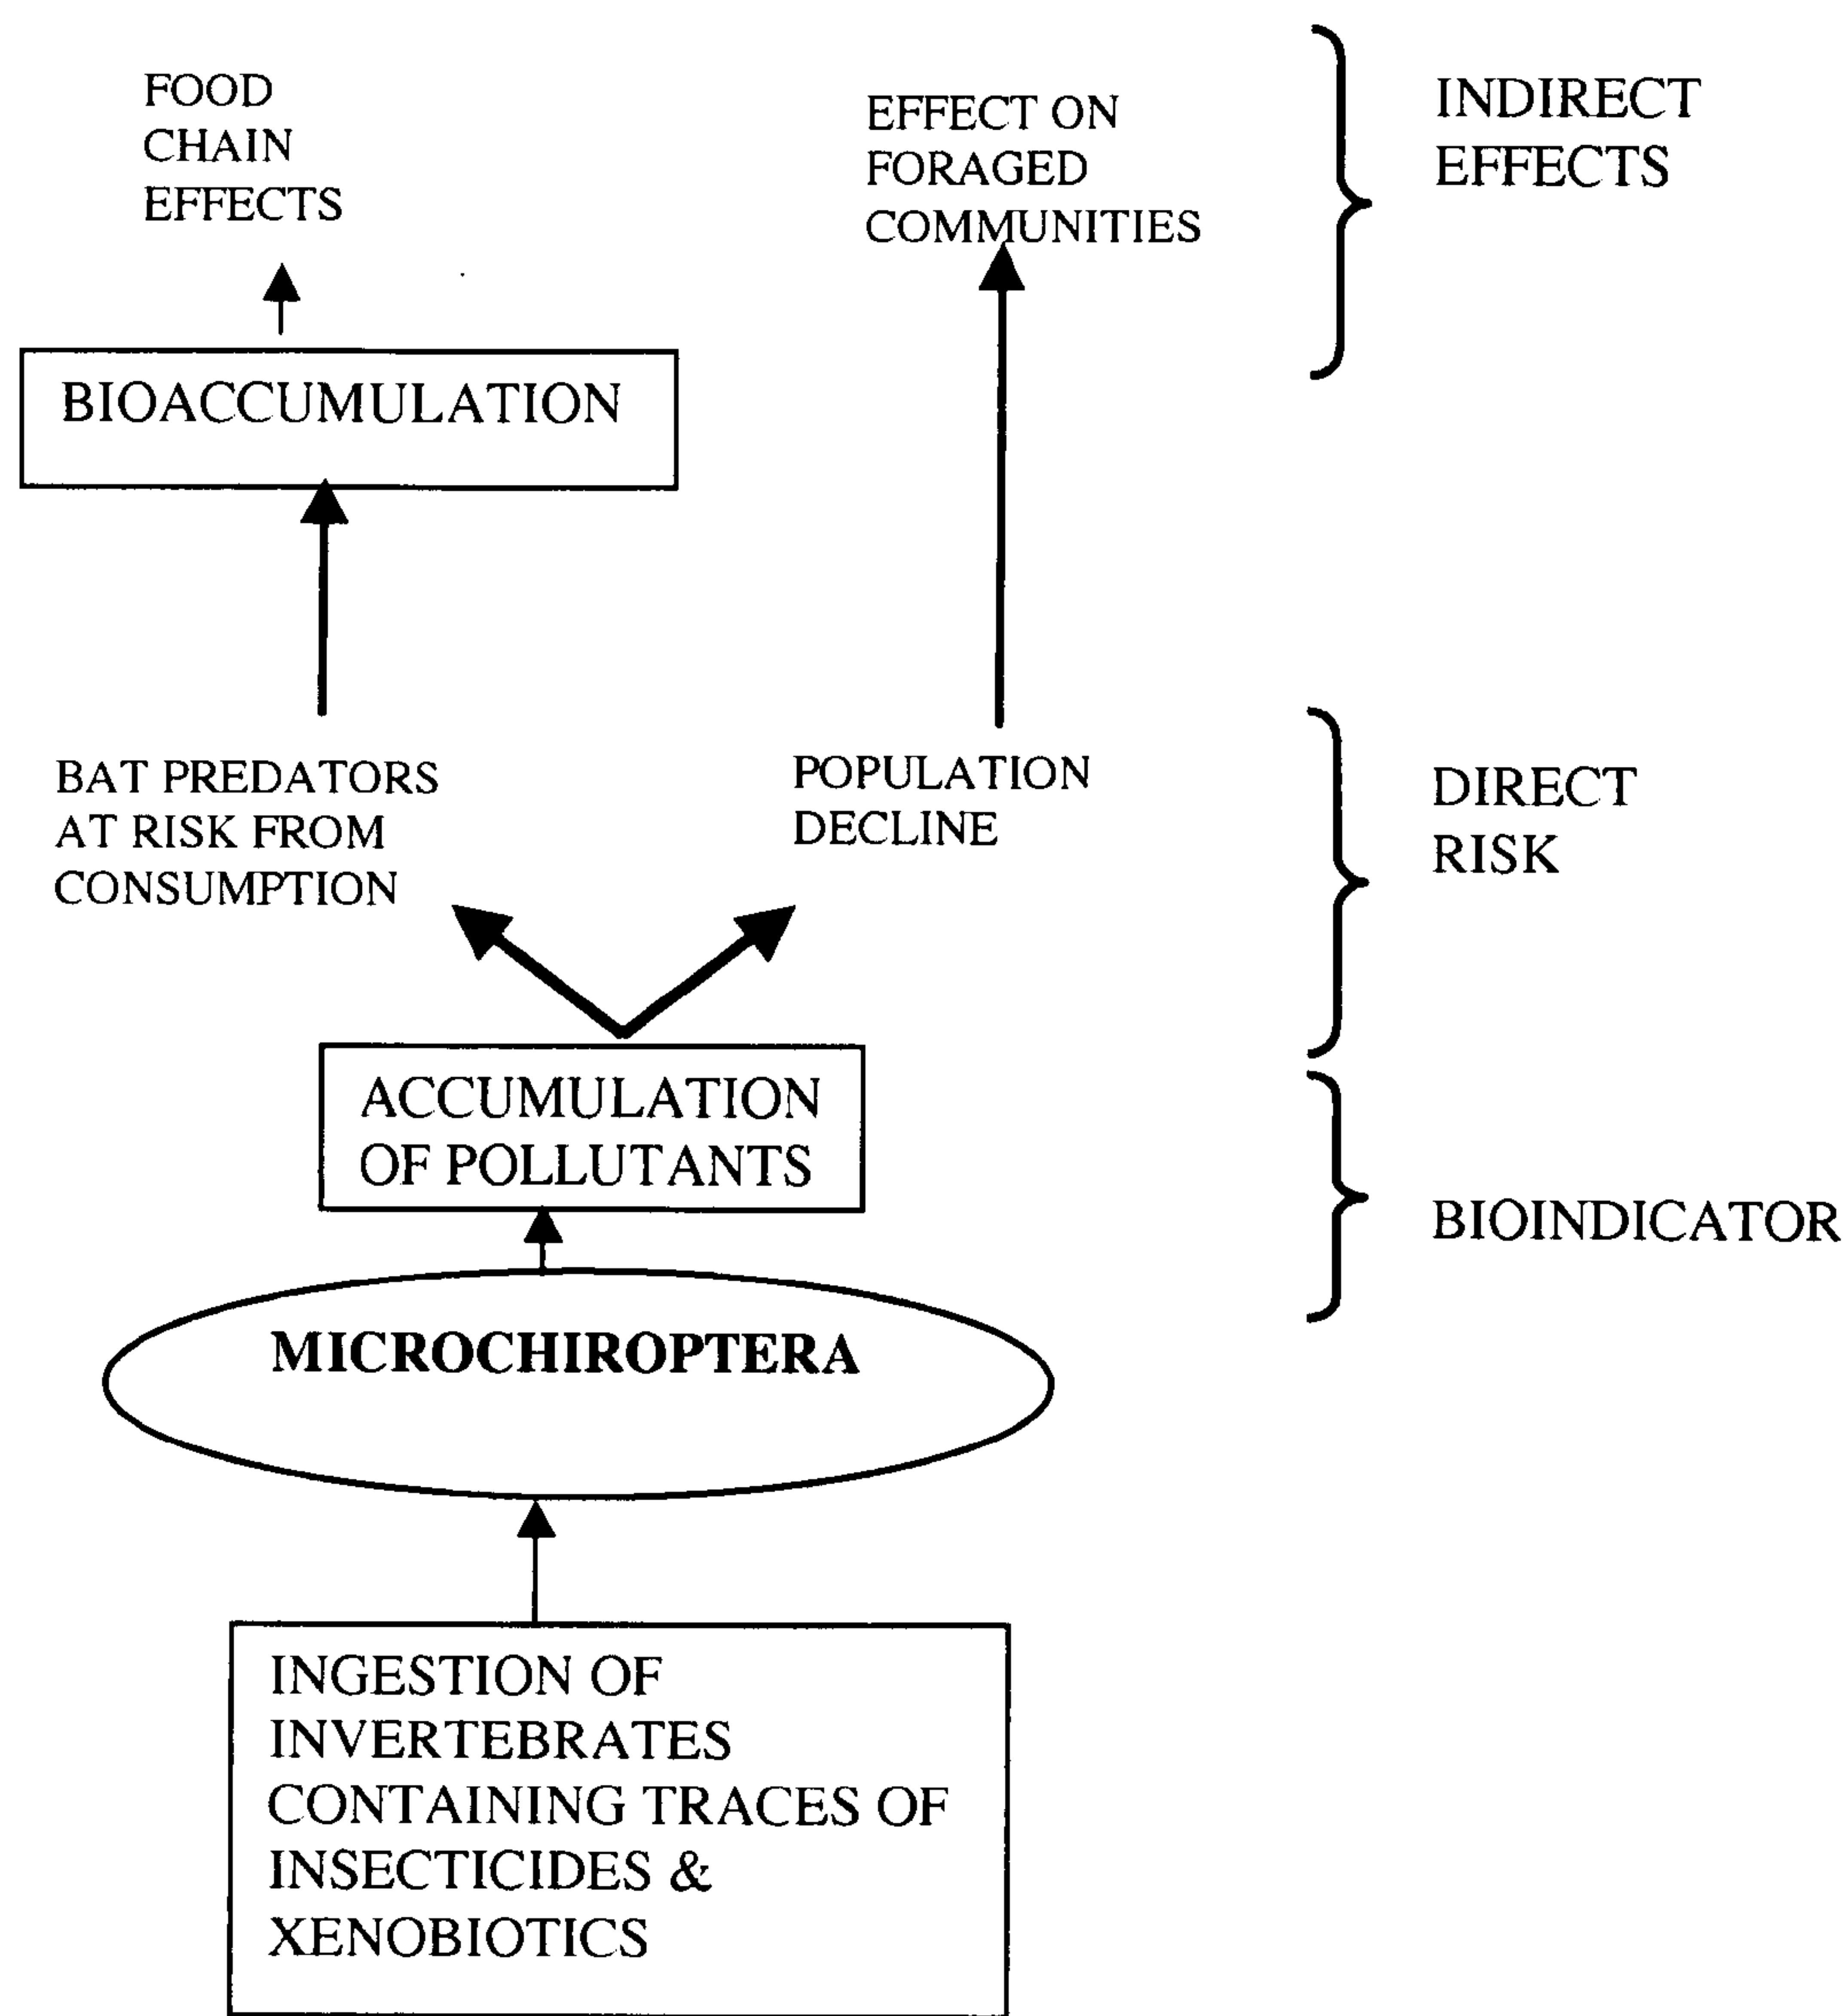 FOOD
CHAIN
EFFECTS
EFFECT ON
FORAGED
COMMUNITIES
INDIRECT
EFFECTS
BIOACCUMULATION
BAT PREDATORS
AT RISK FROM
CONSUMPTION
POPULATION
DECLINE
DIRECT
RISK
ACCUMULATION
OF POLLUTANTS
BIOINDICATOR
MICROCHIROPTERA
INGESTION OF
INVERTEBRATES
CONTAINING TRACES OF
INSECTICIDES &
XENOBIOTICS